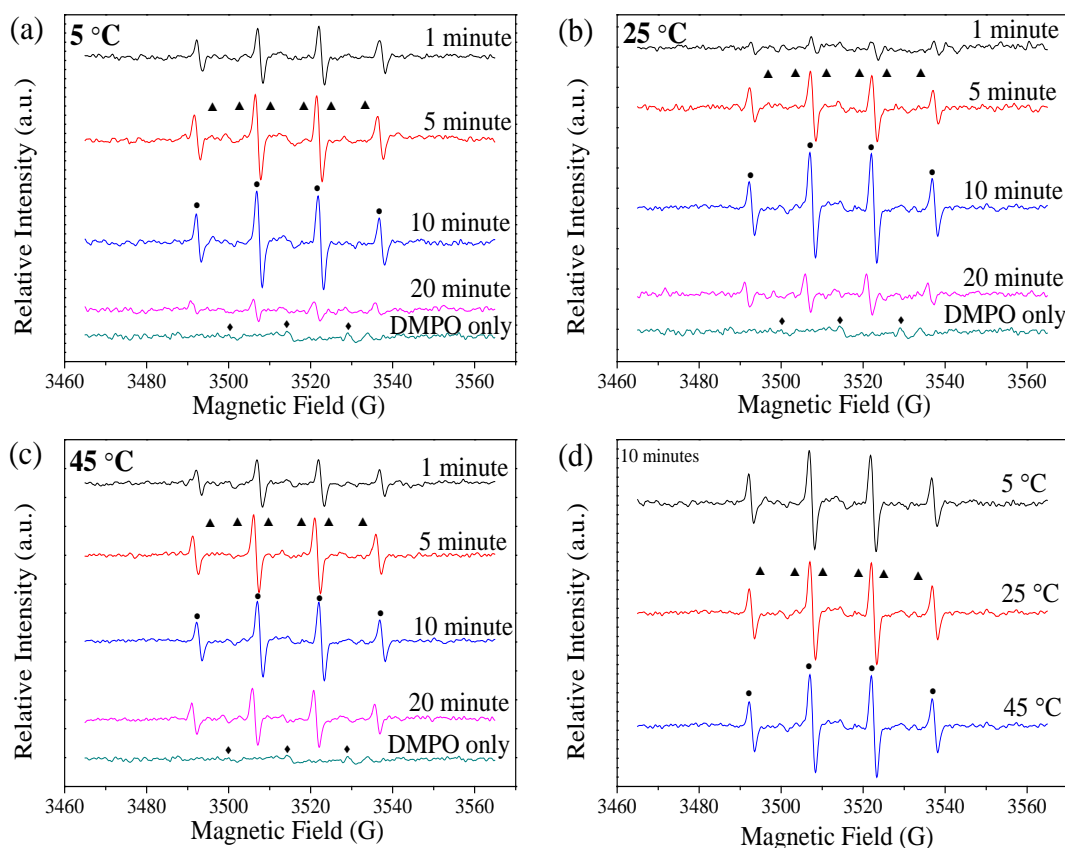 (a)
5 °C
1 minute
5 minute
10 minute
20 minute
DMPO only
Relative Intensity (a.u.)
3460 3480 3500 3520 3540 3560
Magnetic Field (G)
(b)
25 °C
1 minute
5 minute
10 minute
20 minute
DMPO only
Relative Intensity (a.u.)
3460 3480 3500 3520 3540 3560
Magnetic Field (G)
(c)
45 °C
1 minute
5 minute
10 minute
20 minute
DMPO only
Relative Intensity (a.u.)
3460 3480 3500 3520 3540 3560
Magnetic Field (G)
(d)
10 minutes
5 °C
25 °C
45 °C
Relative Intensity (a.u.)
3460 3480 3500 3520 3540 3560
Magnetic Field (G)